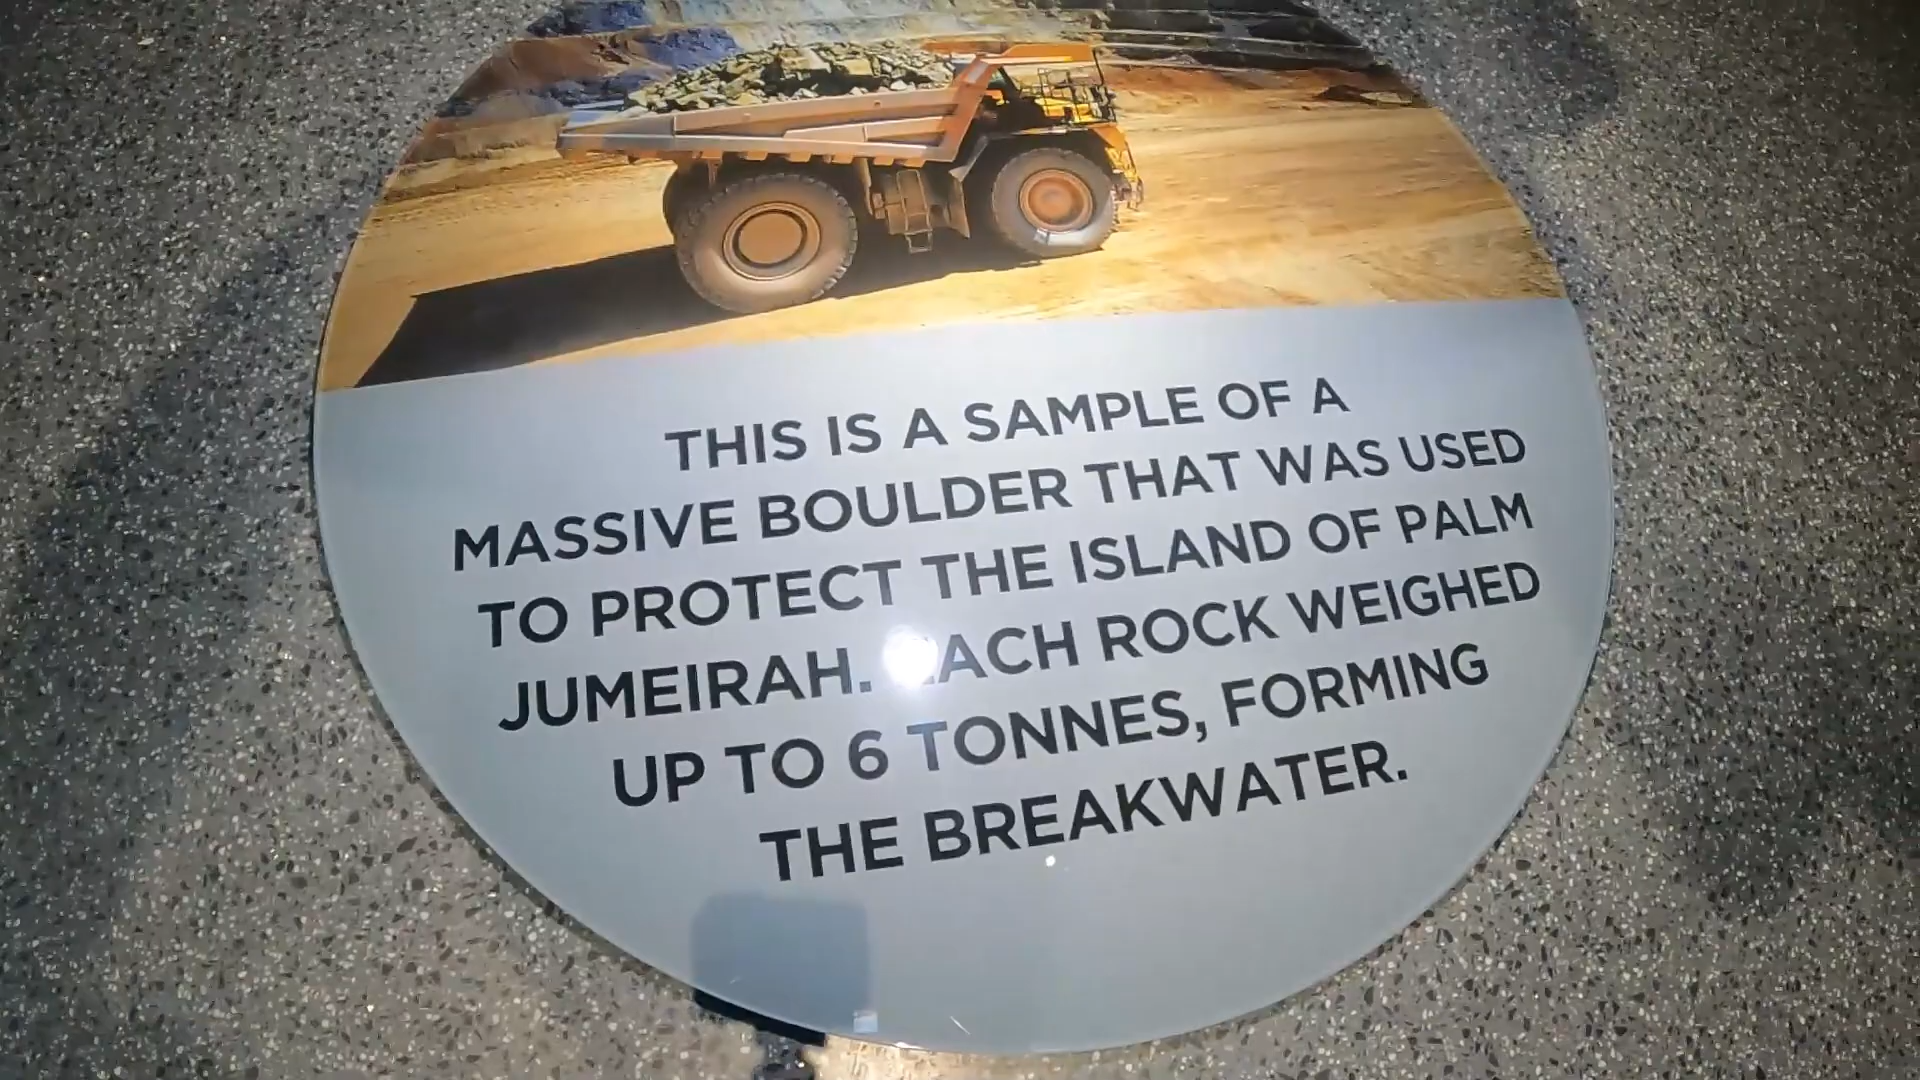 THIS IS A SAMPLE OF A
MASSIVE BOULDER THAT WAS USED
TO PROTECT THE ISLAND OF PALM
JUMEIRAH. EACH ROCK WEIGHED
UP TO 6 TONNES, FORMING
THE BREAKWATER.